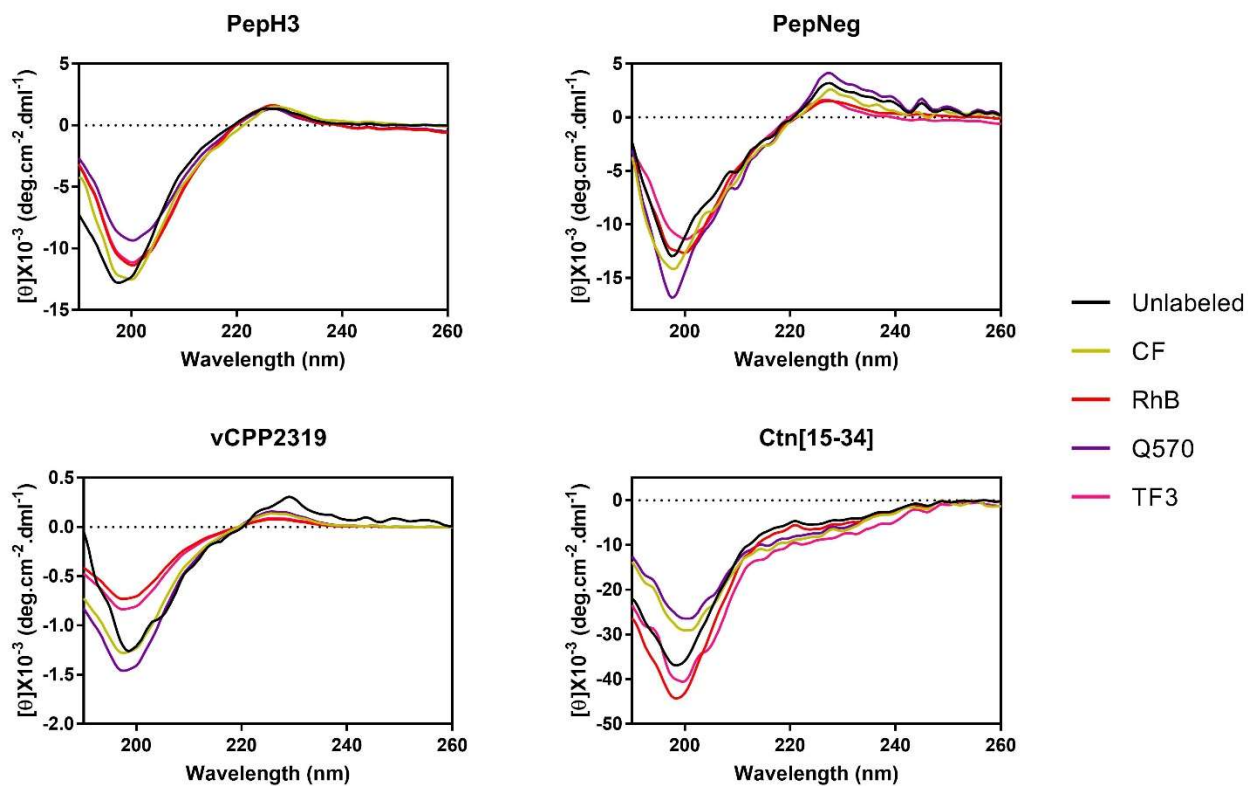 PepH3
[θ]X10⁻³ (deg.cm⁻².dml⁻¹)
5
0
-5
-10
-15
200
220
240
260
Wavelength (nm)
PepNeg
[θ]X10⁻³ (deg.cm⁻².dml⁻¹)
5
0
-5
-10
-15
200
220
240
260
Wavelength (nm)
vCPP2319
[θ]X10⁻³ (deg.cm⁻².dml⁻¹)
0.5
0.0
-0.5
-1.0
-1.5
-2.0
200
220
240
260
Wavelength (nm)
Ctn[15-34]
[θ]X10⁻³ (deg.cm⁻².dml⁻¹)
0
-10
-20
-30
-40
-50
200
220
240
260
Wavelength (nm)
Unlabeled
CF
RhB
Q570
TF3